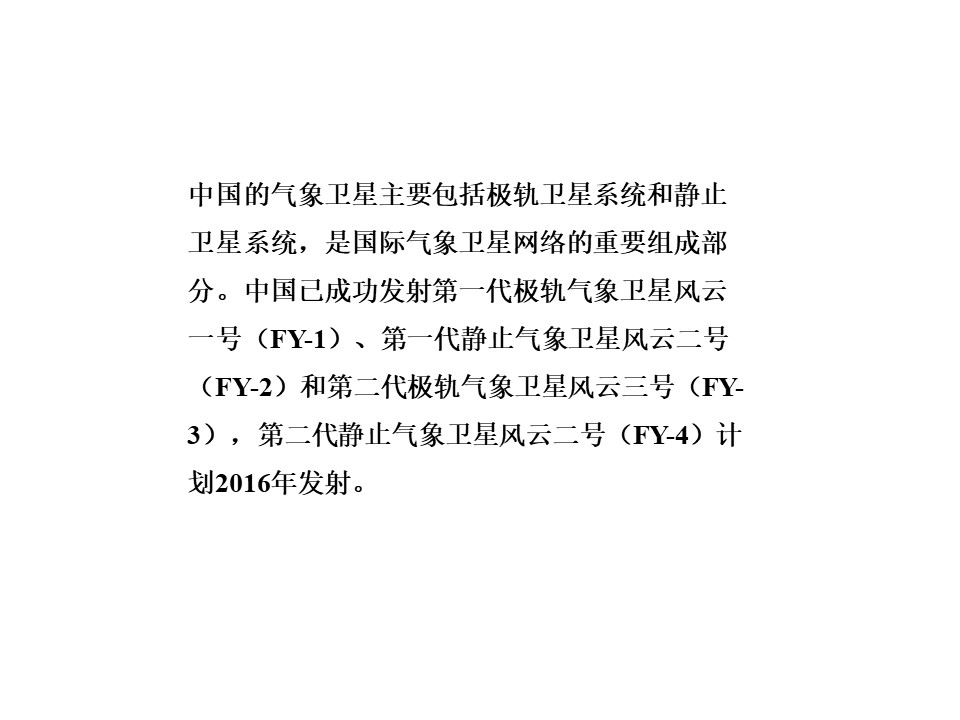 中国的气象卫星主要包括极轨卫星系统和静止
卫星系统，是国际气象卫星网络的重要组成部
分。中国已成功发射第一代极轨气象卫星风云
一号（FY-1）、第一代静止气象卫星风云二号
（FY-2）和第二代极轨气象卫星风云三号（FY-
3），第二代静止气象卫星风云二号（FY-4）计
划2016年发射。